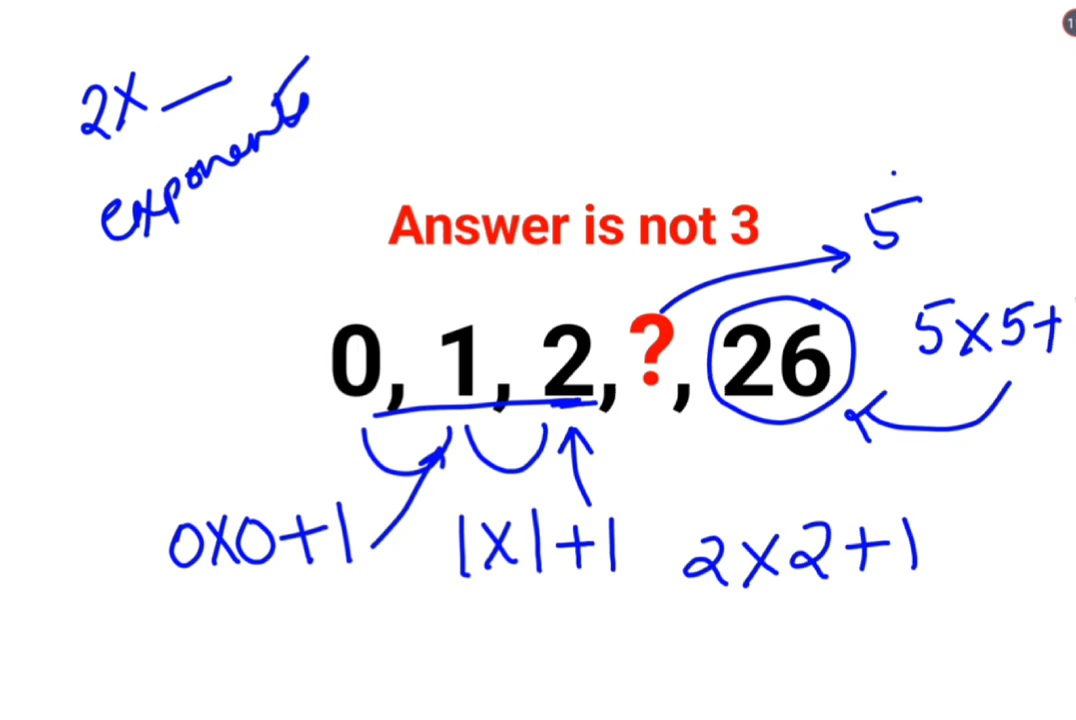 2x —
exponents
Answer is not 3
5
0, 1, 2, ?, 26
5x5+
0x0+1
1x1+1
2x2+1